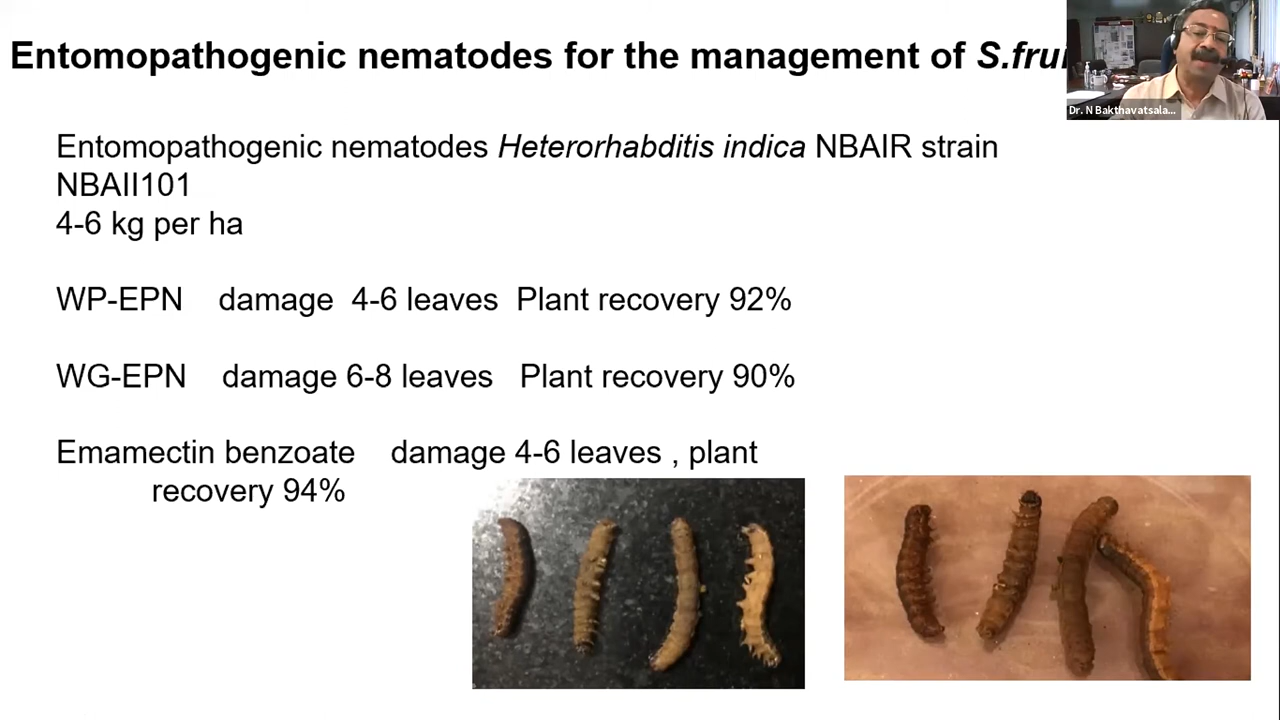 Entomopathogenic nematodes for the management of S.fru
Dr. N Bakthavatsala...
Entomopathogenic nematodes Heterorhabditis indica NBAIR strain
NBAII101
4-6 kg per ha
WP-EPN damage 4-6 leaves Plant recovery 92%
WG-EPN damage 6-8 leaves Plant recovery 90%
Emamectin benzoate damage 4-6 leaves , plant
recovery 94%